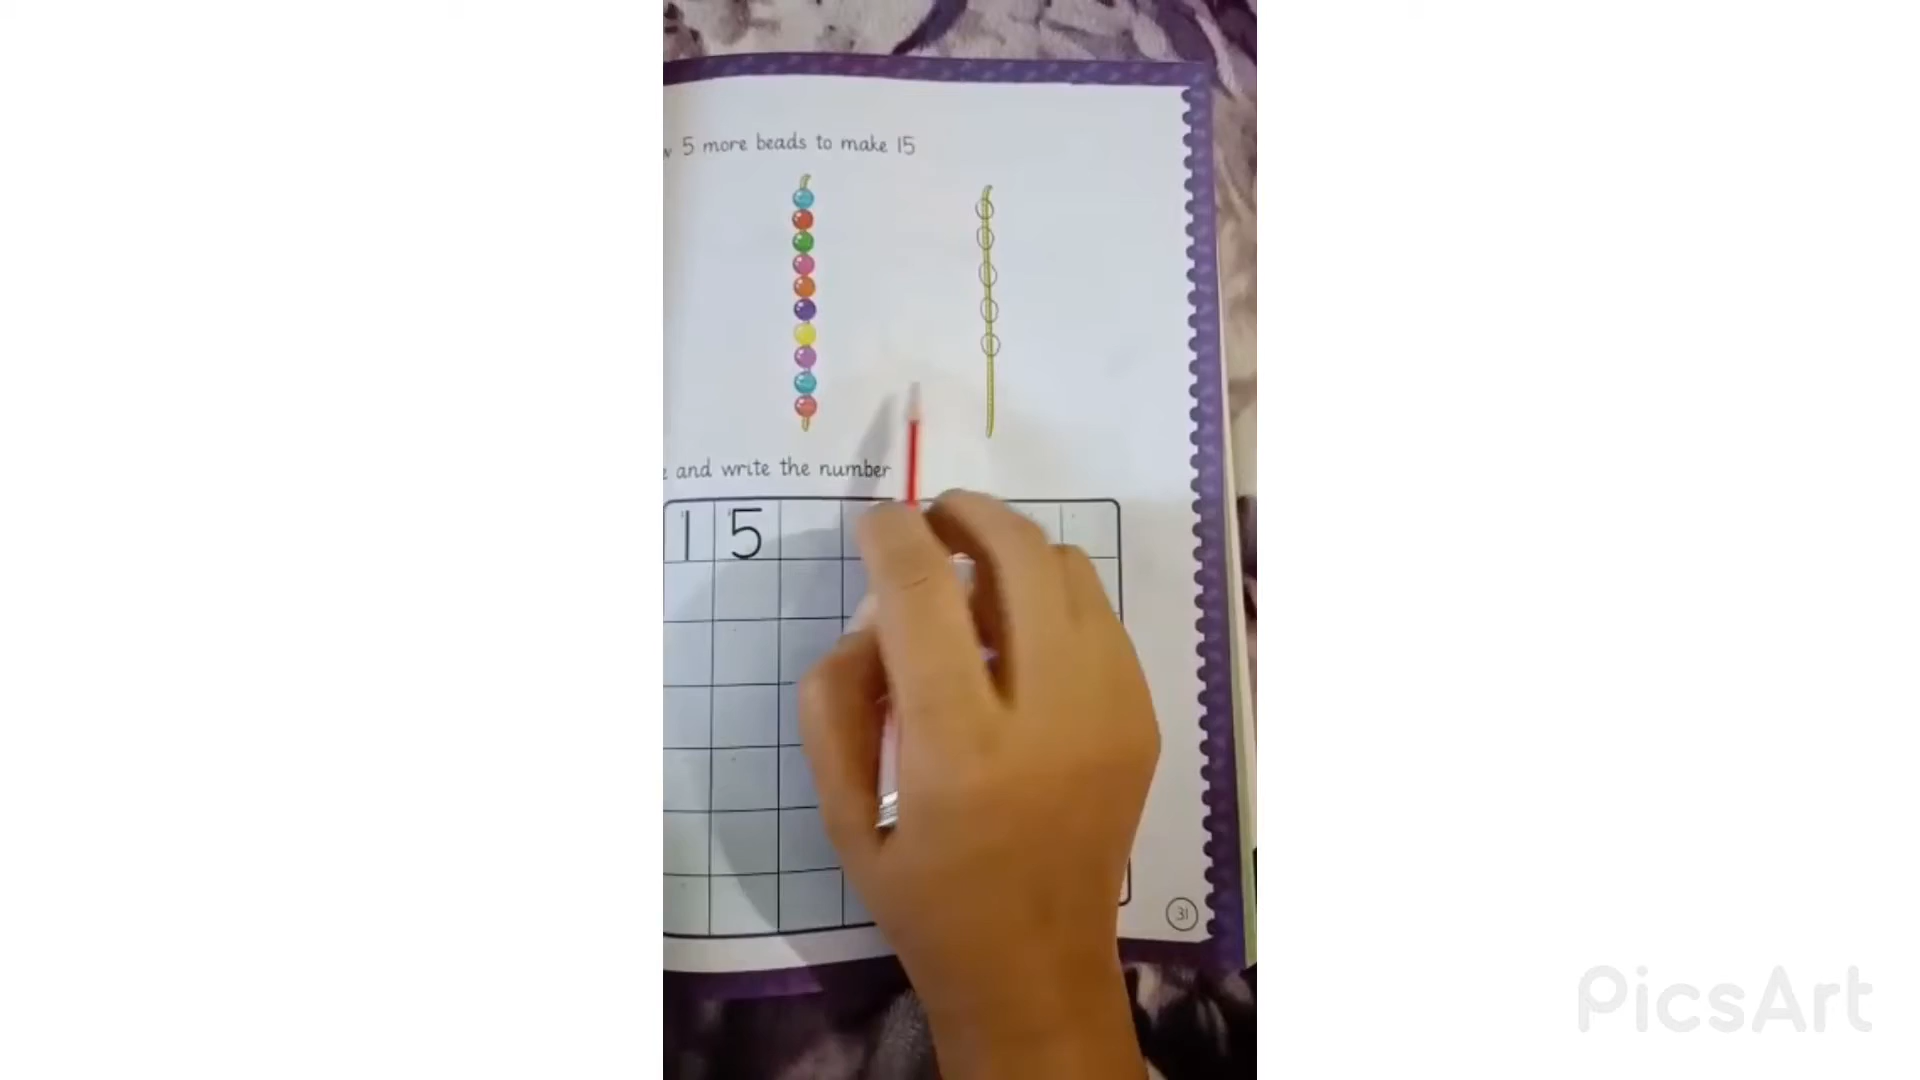 5 more beads to make 15
and write the number
15
31
PicsArt